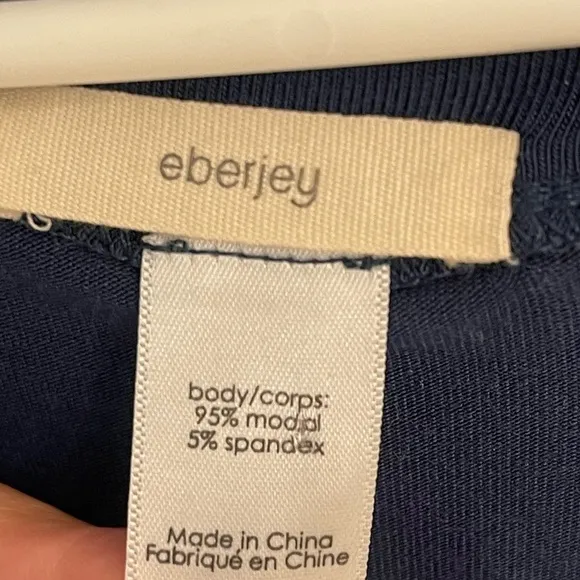 eberjey
body/corps:
95% modal
5% spandex
Made in China
Fabriqué en Chine